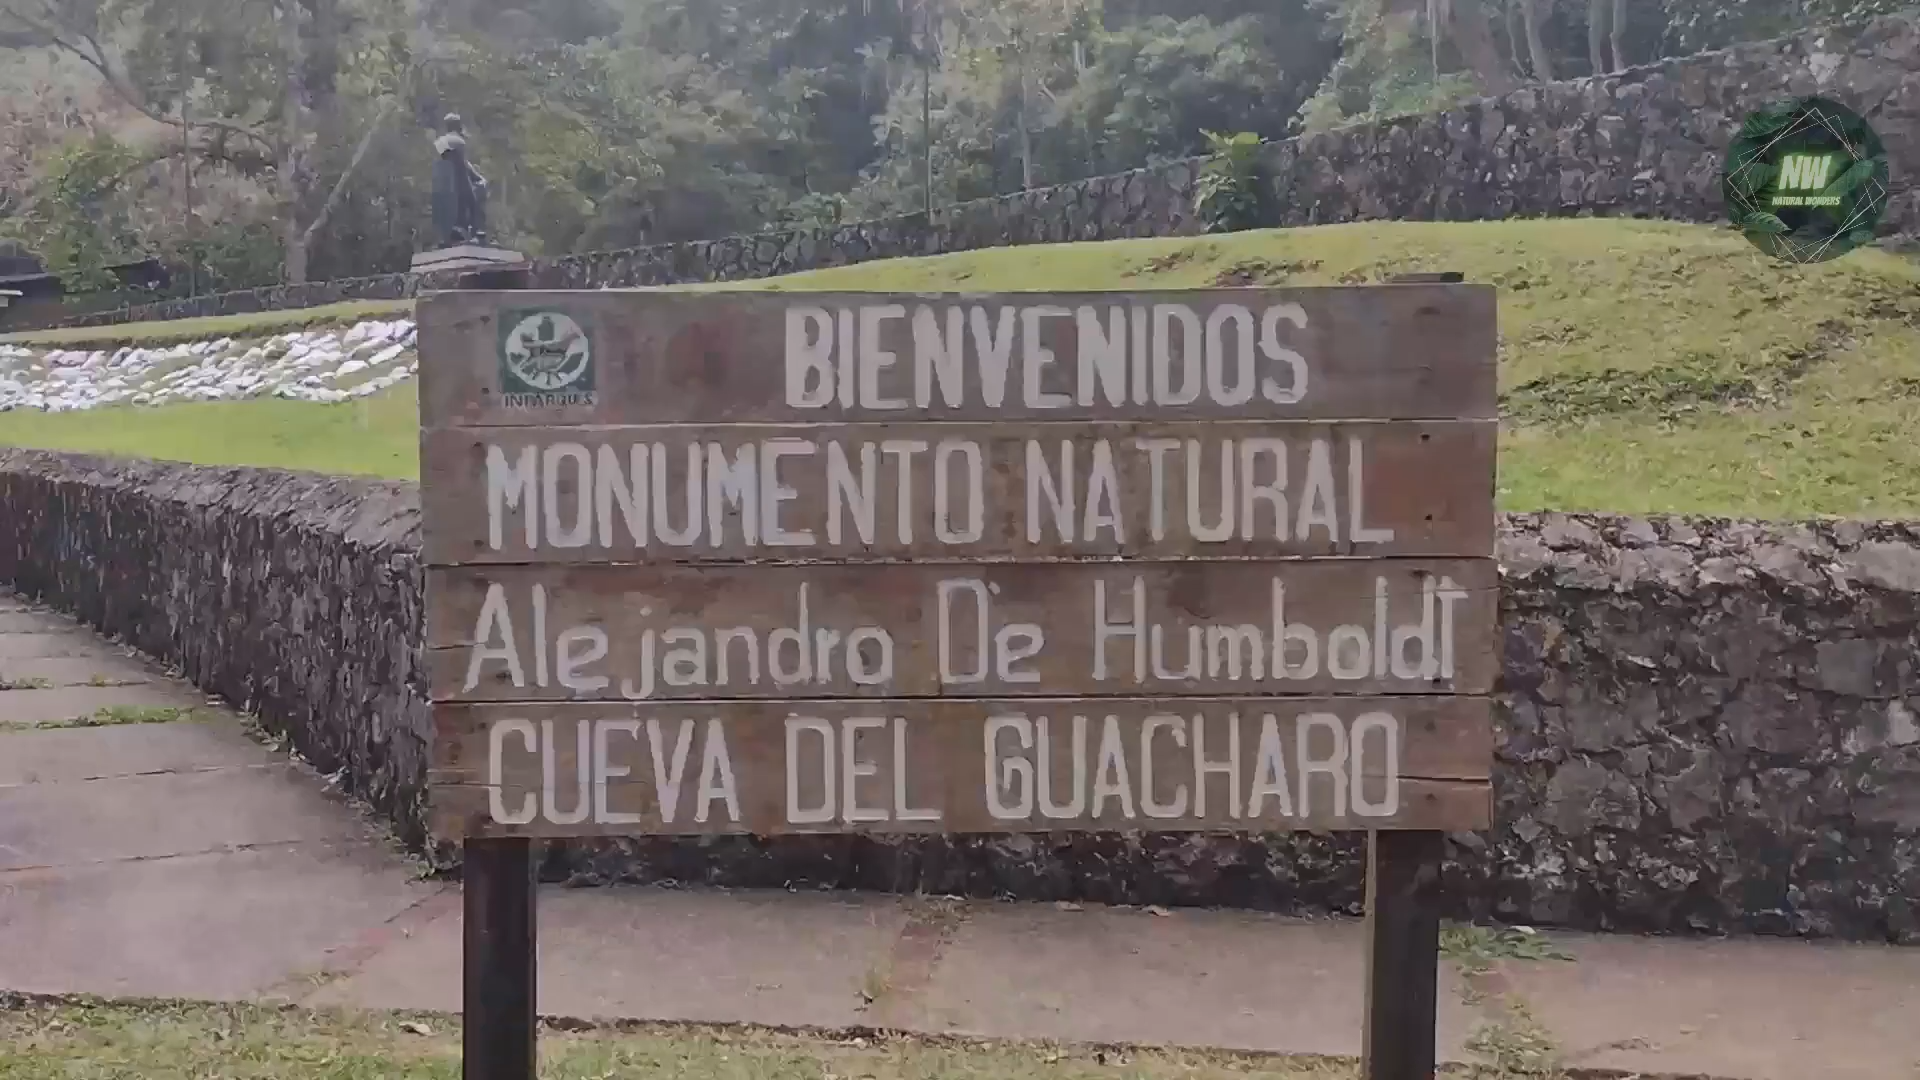 NW
NATURAL WONDERS
BIENVENIDOS
INPARQUES
MONUMENTO NATURAL
Alejandro De Humboldt
CUEVA DEL GUACHARO